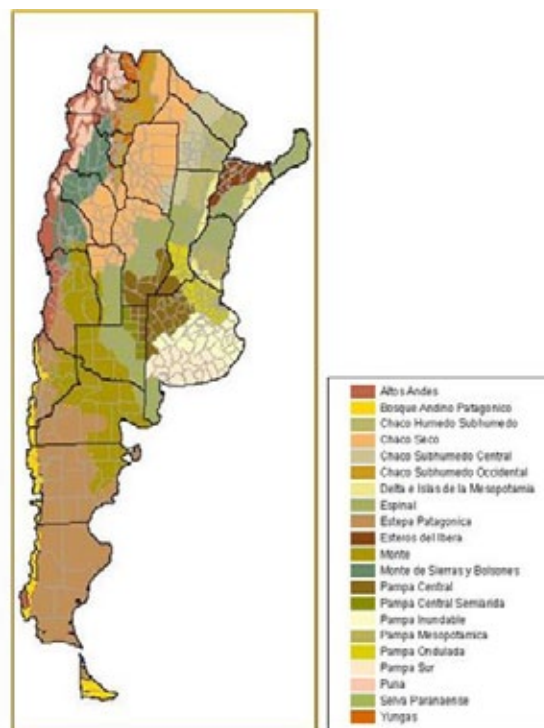 Altos Andes
Bosque Andino Patagonico
Chaco Humedo Subhumedo
Chaco Seco
Chaco Subhumedo Central
Chaco Subhumedo Occidental
Delta e Islas de la Mesopotamia
Espinal
Estepa Patagonica
Esteros del Ibera
Monte
Monte de Sierras y Bolsones
Pampa Central
Pampa Central Semiarida
Pampa Inundable
Pampa Mesopotamica
Pampa Ondulada
Pampa Sur
Puna
Selva Paranaense
Yungas